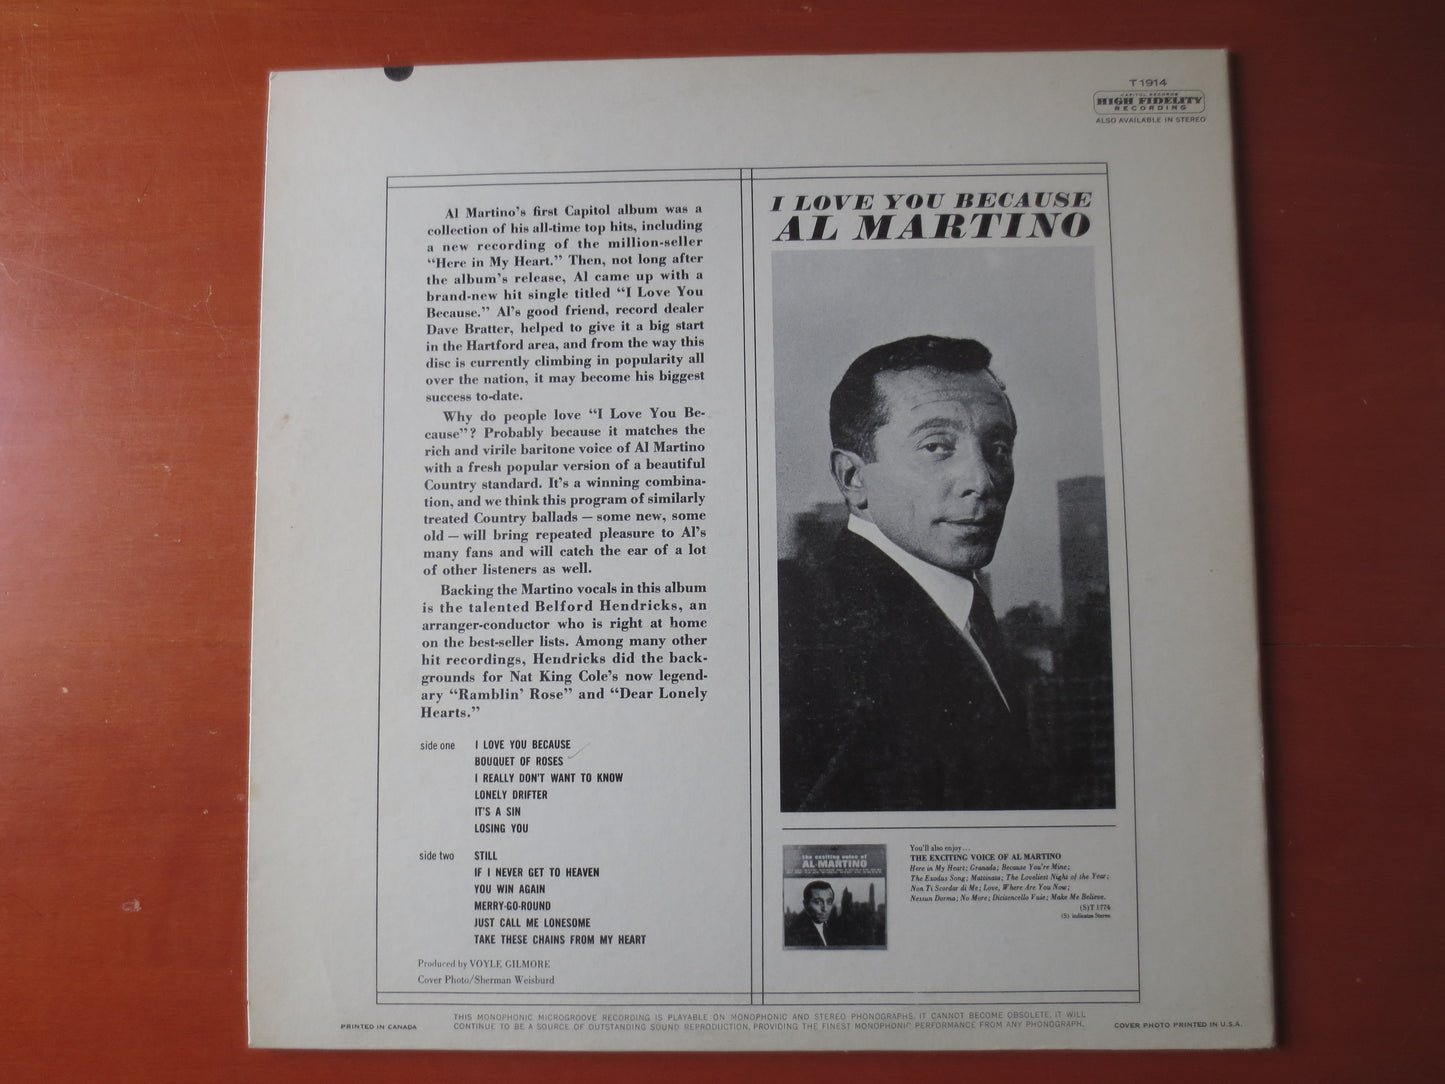 T 1914
CAPITOL RECORDS
HIGH FIDELITY
RECORDING
ALSO AVAILABLE IN STEREO
Al Martino's first Capitol album was a
collection of his all-time top hits, including
a new recording of the million-seller
“Here in My Heart.” Then, not long after
the album's release, Al came up with a
brand-new hit single titled “I Love You
Because.” Al's good friend, record dealer
Dave Bratter, helped to give it a big start
in the Hartford area, and from the way this
disc is currently climbing in popularity all
over the nation, it may become his biggest
success to-date.
Why do people love “I Love You Be-
cause”? Probably because it matches the
rich and virile baritone voice of Al Martino
with a fresh popular version of a beautiful
Country standard. It's a winning combina-
tion, and we think this program of similarly
treated Country ballads — some new, some
old — will bring repeated pleasure to Al's
many fans and will catch the ear of a lot
of other listeners as well.
Backing the Martino vocals in this album
is the talented Belford Hendricks, an
arranger-conductor who is right at home
on the best-seller lists. Among many other
hit recordings, Hendricks did the back-
grounds for Nat King Cole's now legend-
ary “Ramblin' Rose” and “Dear Lonely
Hearts.”
side one I LOVE YOU BECAUSE
BOUQUET OF ROSES
I REALLY DON'T WANT TO KNOW
LONELY DRIFTER
IT'S A SIN
LOSING YOU
side two STILL
IF I NEVER GET TO HEAVEN
YOU WIN AGAIN
MERRY-GO-ROUND
JUST CALL ME LONESOME
TAKE THESE CHAINS FROM MY HEART
Produced by VOYLE GILMORE
Cover Photo/Sherman Weisburd
I LOVE YOU BECAUSE
AL MARTINO
the exciting voice of
AL MARTINO
You'll also enjoy...
THE EXCITING VOICE OF AL MARTINO
Here in My Heart; Granada; Because You're Mine;
The Exodus Song; Mattinata; The Loveliest Night of the Year;
Non Ti Scordar di Me; Love, Where Are You Now;
Nessun Dorma; No More; Dicitencello Vuie; Make Me Believe.
(S)T 1774
(S) indicates Stereo
THIS MONOPHONIC MICROGROOVE RECORDING IS PLAYABLE ON MONOPHONIC AND STEREO PHONOGRAPHS. IT CANNOT BECOME OBSOLETE. IT WILL
CONTINUE TO BE A SOURCE OF OUTSTANDING SOUND REPRODUCTION, PROVIDING THE FINEST MONOPHONIC PERFORMANCE FROM ANY PHONOGRAPH.
PRINTED IN CANADA
COVER PHOTO PRINTED IN U.S.A.